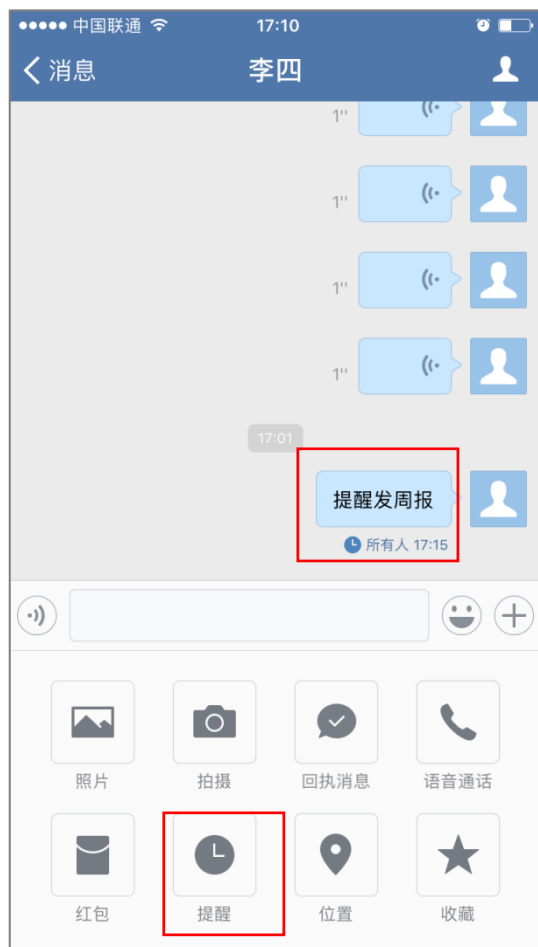 中国联通 17:10
消息 李四
1''
1''
1''
1''
17:01
提醒发周报
所有人 17:15
照片 拍摄 回执消息 语音通话
红包 提醒 位置 收藏